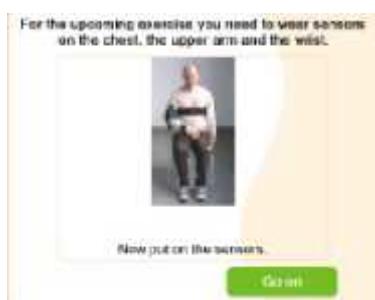 For the upcoming exercise you need to wear sensors
on the chest, the upper arm and the wrist.
Now put on the sensors.
Go on